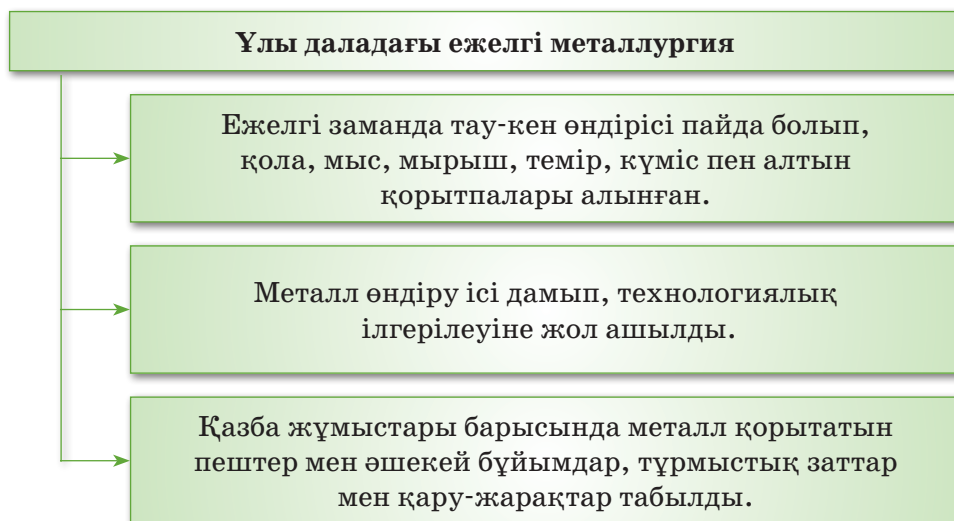 Ұлы даладағы ежелгі металлургия
Ежелгі заманда тау-кен өндірісі пайда болып,
қола, мыс, мырыш, темір, күміс пен алтын
қорытпалары алынған.
Металл өндіру ісі дамып, технологиялық
ілгерілеуіне жол ашылды.
Қазба жұмыстары барысында металл қорытатын
пештер мен әшекей бұйымдар, тұрмыстық заттар
мен қару-жарақтар табылды.